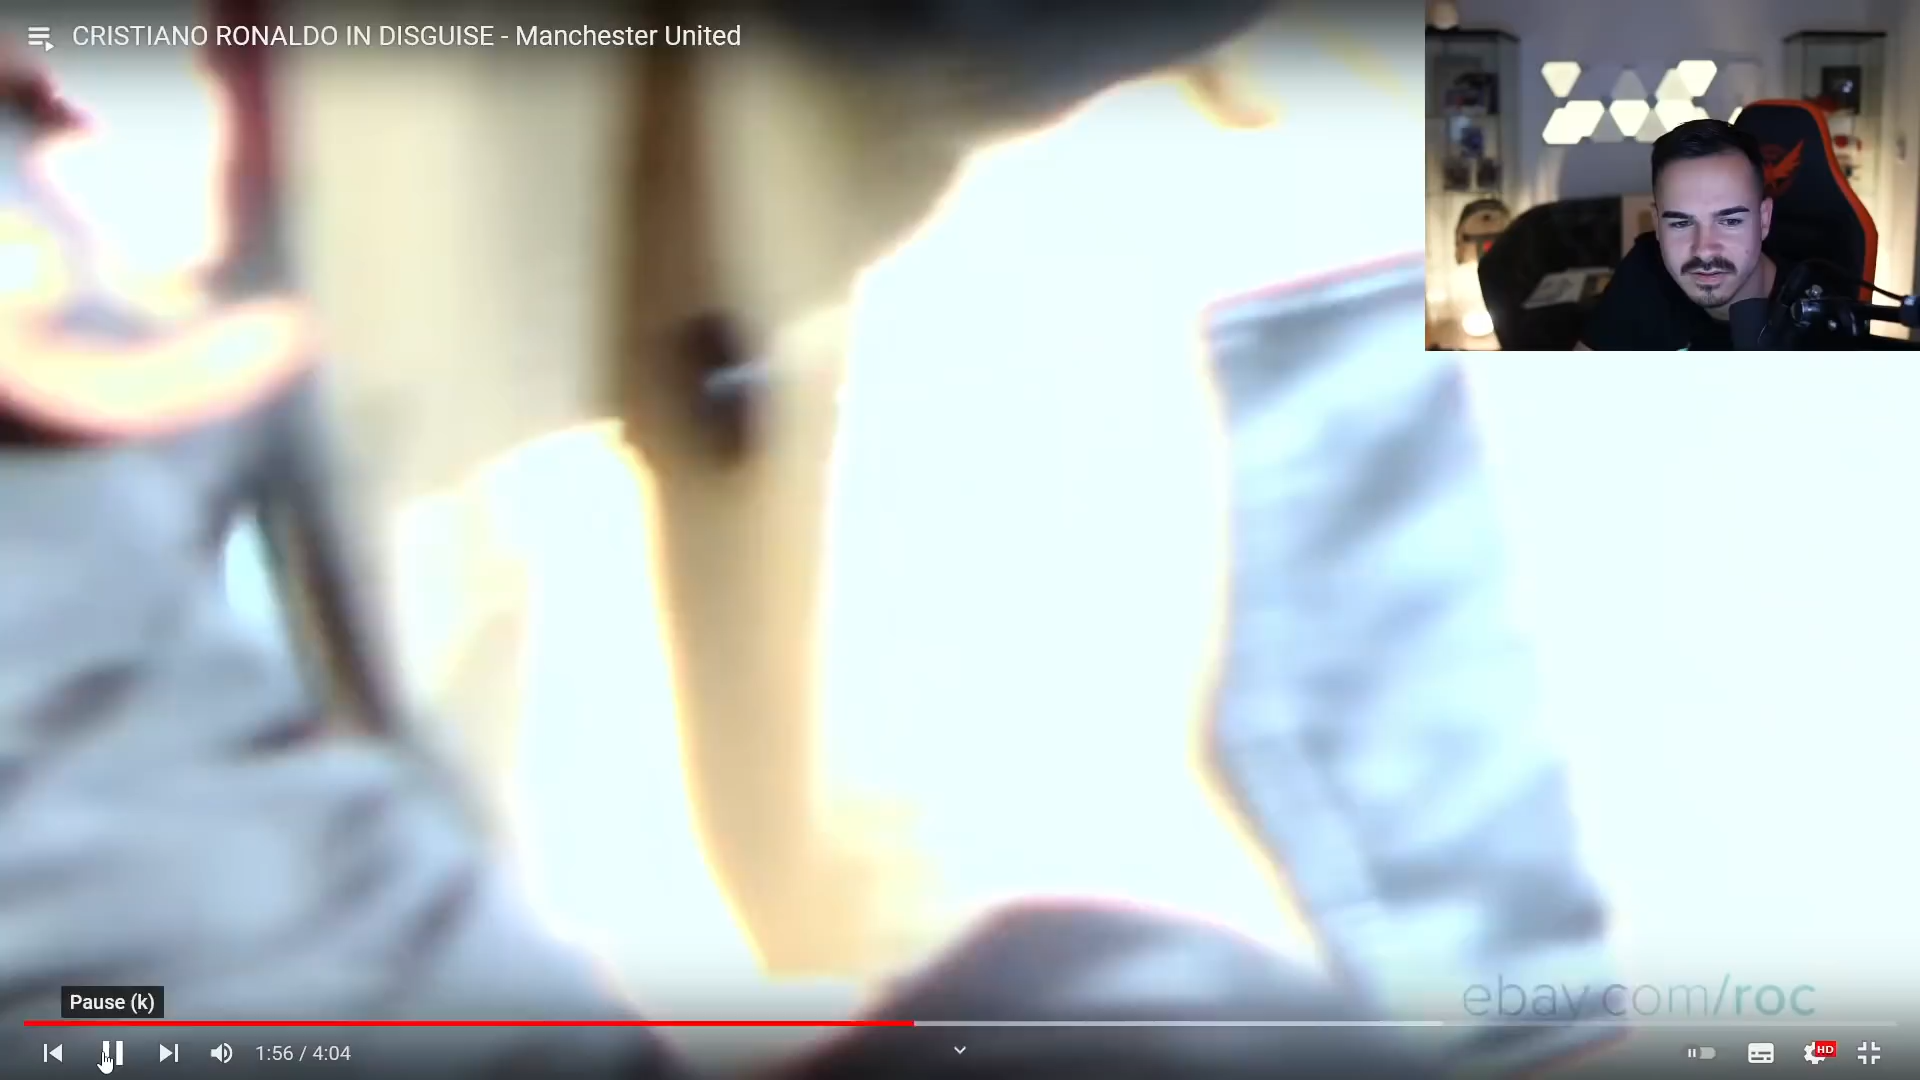 CRISTIANO RONALDO IN DISGUISE - Manchester United
ebay.com/roc
Pause (k)
1:56 / 4:04
HD